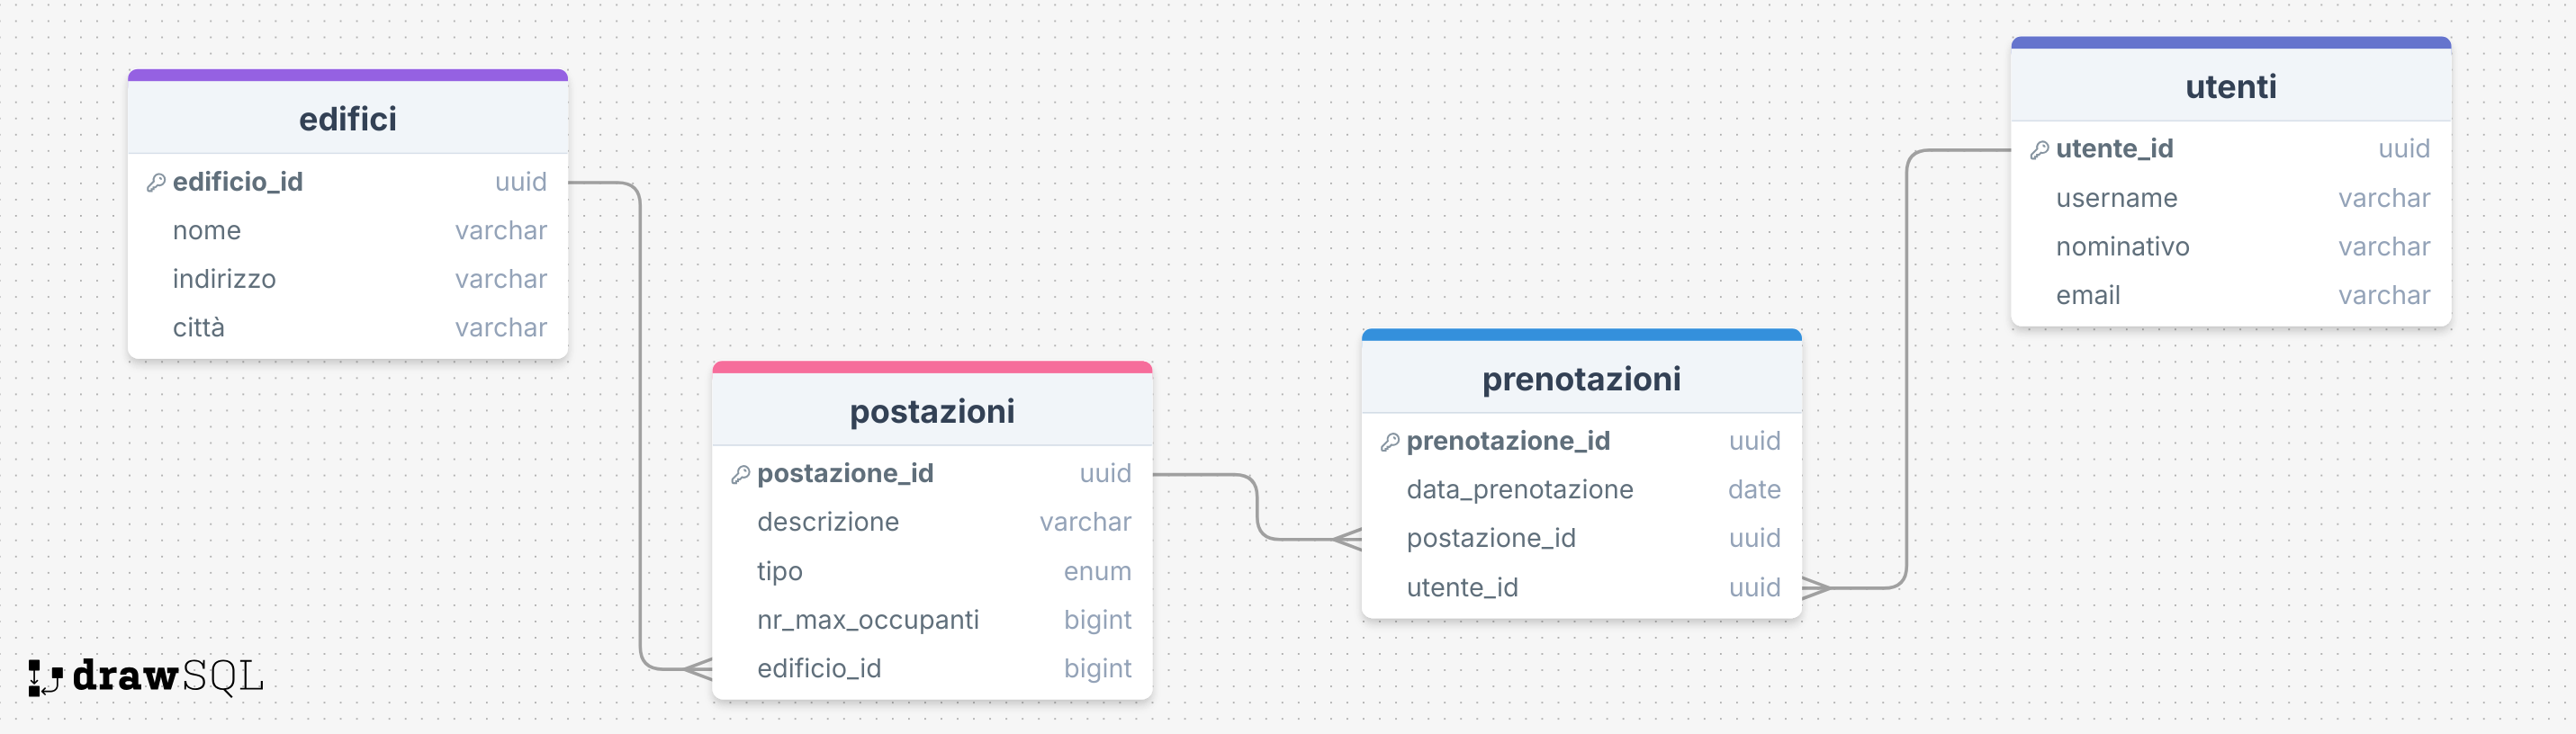 edifici
edificio_id uuid
nome varchar
indirizzo varchar
città varchar
postazioni
postazione_id uuid
descrizione varchar
tipo enum
nr_max_occupanti bigint
edificio_id bigint
prenotazioni
prenotazione_id uuid
data_prenotazione date
postazione_id uuid
utente_id uuid
utenti
utente_id uuid
username varchar
nominativo varchar
email varchar
drawSQL